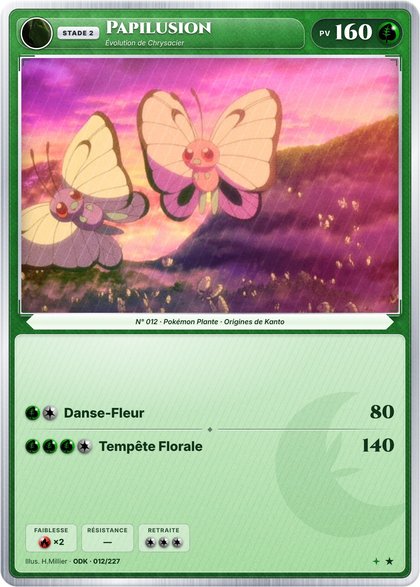 STADE 2
PAPILUSION
Évolution de Chrysacier
PV 160
N° 012 · Pokémon Plante · Origines de Kanto
Danse-Fleur 80
Tempête Florale 140
FAIBLESSE
×2
RÉSISTANCE
—
RETRAITE
Illus. H.Millier · ODK · 012/227